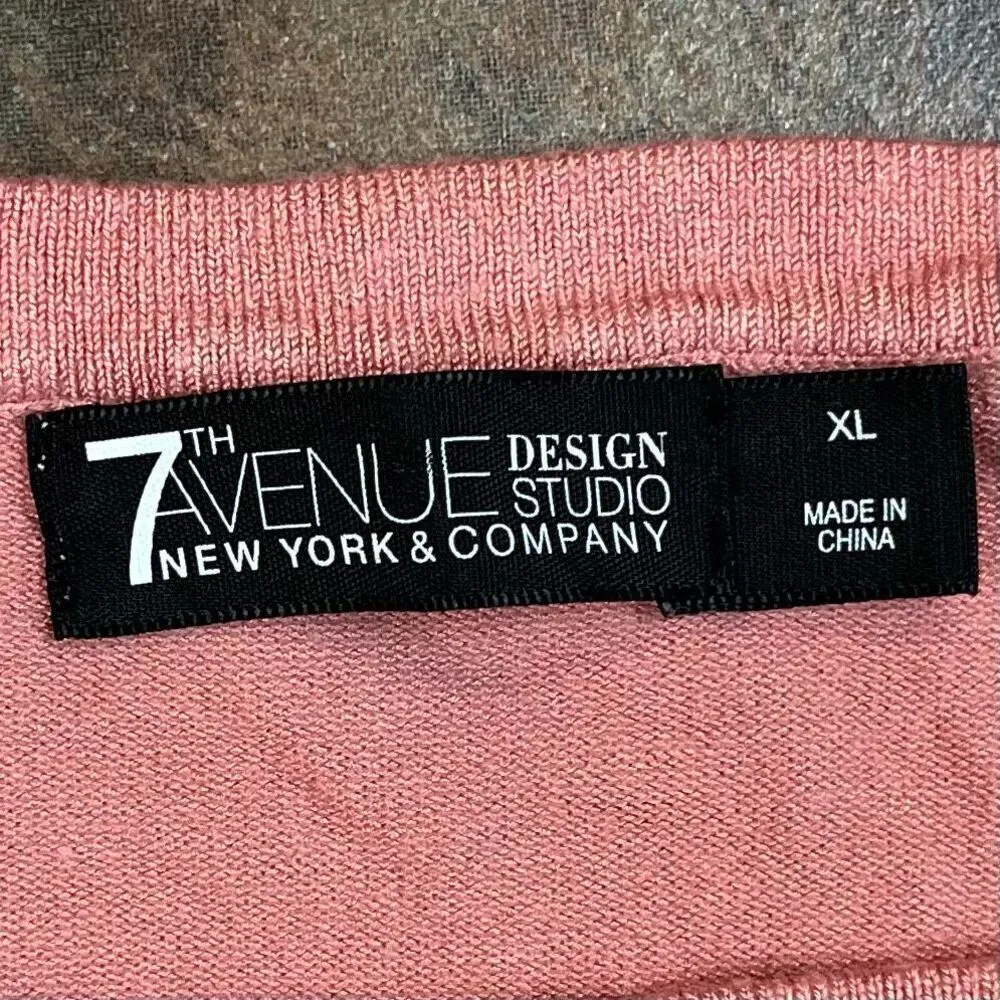 7TH AVENUE DESIGN STUDIO
NEW YORK & COMPANY
XL
MADE IN
CHINA